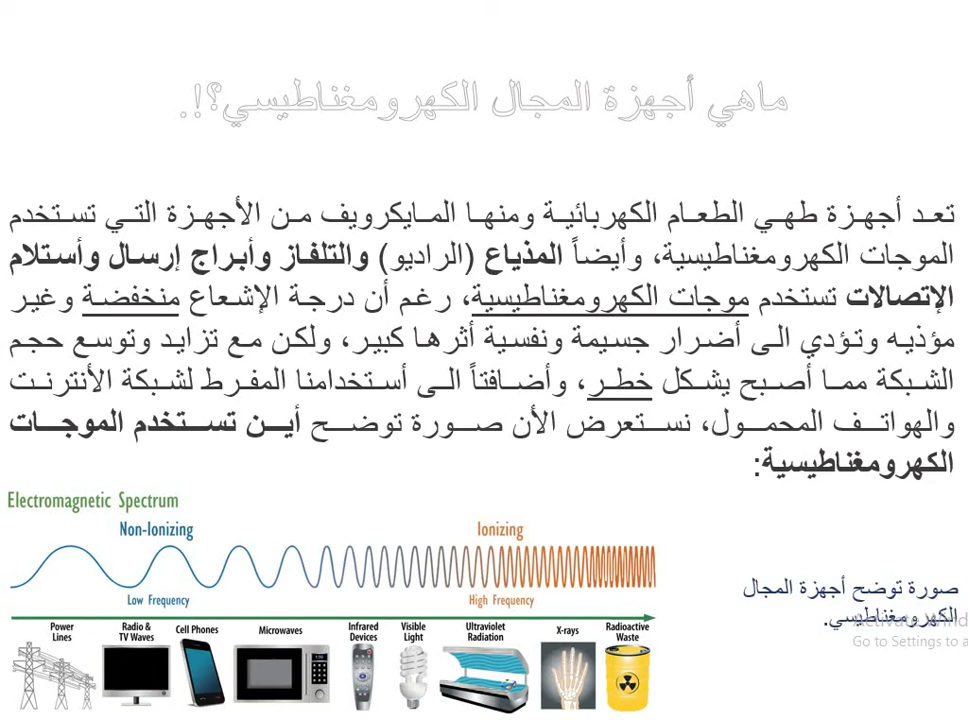 ماهي أجهزة المجال الكهرومغناطيسي؟!.
تعد أجهزة طهي الطعام الكهربائية ومنها المايكرويف من الأجهزة التي تستخدم
الموجات الكهرومغناطيسية، وأيضاً المذياع (الراديو) والتلفاز وأبراج إرسال وأستلام
الإتصالات تستخدم موجات الكهرومغناطيسية، رغم أن درجة الإشعاع منخفضة وغير
مؤذيه وتؤدي الى أضرار جسيمة ونفسية أثرها كبير، ولكن مع تزايد وتوسع حجم
الشبكة مما أصبح يشكل خطر، وأضافتاً الى أستخدامنا المفرط لشبكة الأنترنت
والهواتف المحمول، نستعرض الأن صورة توضح أين تستخدم الموجات
الكهرومغناطيسية:
Electromagnetic Spectrum
Non-Ionizing
Ionizing
Low Frequency
High Frequency
Power Lines
Radio & TV Waves
Cell Phones
Microwaves
Infrared Devices
Visible Light
Ultraviolet Radiation
X-rays
Radioactive Waste
صورة توضح أجهزة المجال
الكهرومغناطسي.
Go to Settings to a